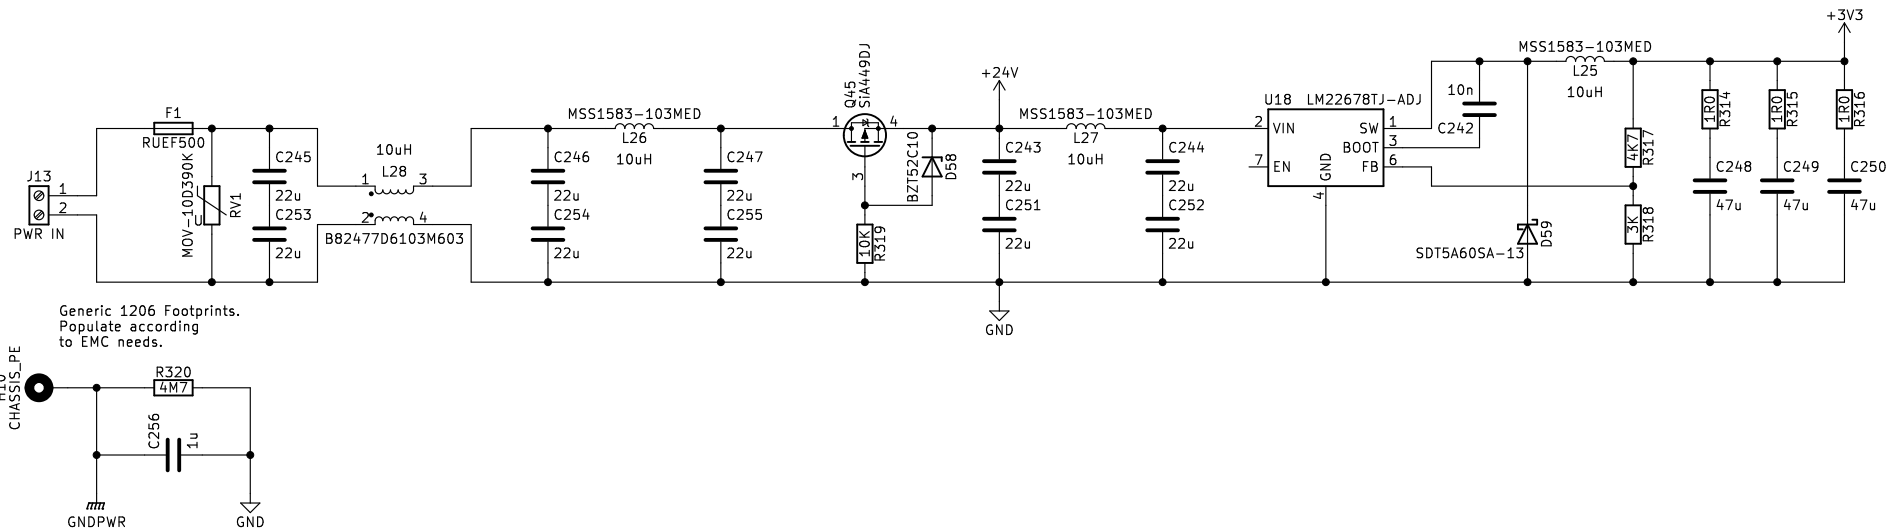 +3V3
MSS1583-103MED
L25
10uH
Q45
SiA449DJ
+24V
U18
LM22678TJ-ADJ
10n
C242
1R0
R314
1R0
R315
1R0
R316
F1
RUEF500
MSS1583-103MED
L26
10uH
1
4
3
MSS1583-103MED
L27
10uH
2
VIN
SW
1
BOOT
3
7
EN
FB
6
GND
4
4K7
R317
MOV-10D390K
U
RV1
C245
22u
C253
22u
10uH
L28
1
3
2
4
B82477D6103M603
C246
22u
C254
22u
C247
22u
C255
22u
BZT52C10
D58
10K
R319
C243
22u
C251
22u
C244
22u
C252
22u
C248
47u
C249
47u
C250
47u
J13
1
2
PWR IN
3K
R318
D59
SDT5A60SA-13
GND
Generic 1206 Footprints.
Populate according
to EMC needs.
CHASSIS_PE
R320
4M7
C256
1u
GNDPWR
GND